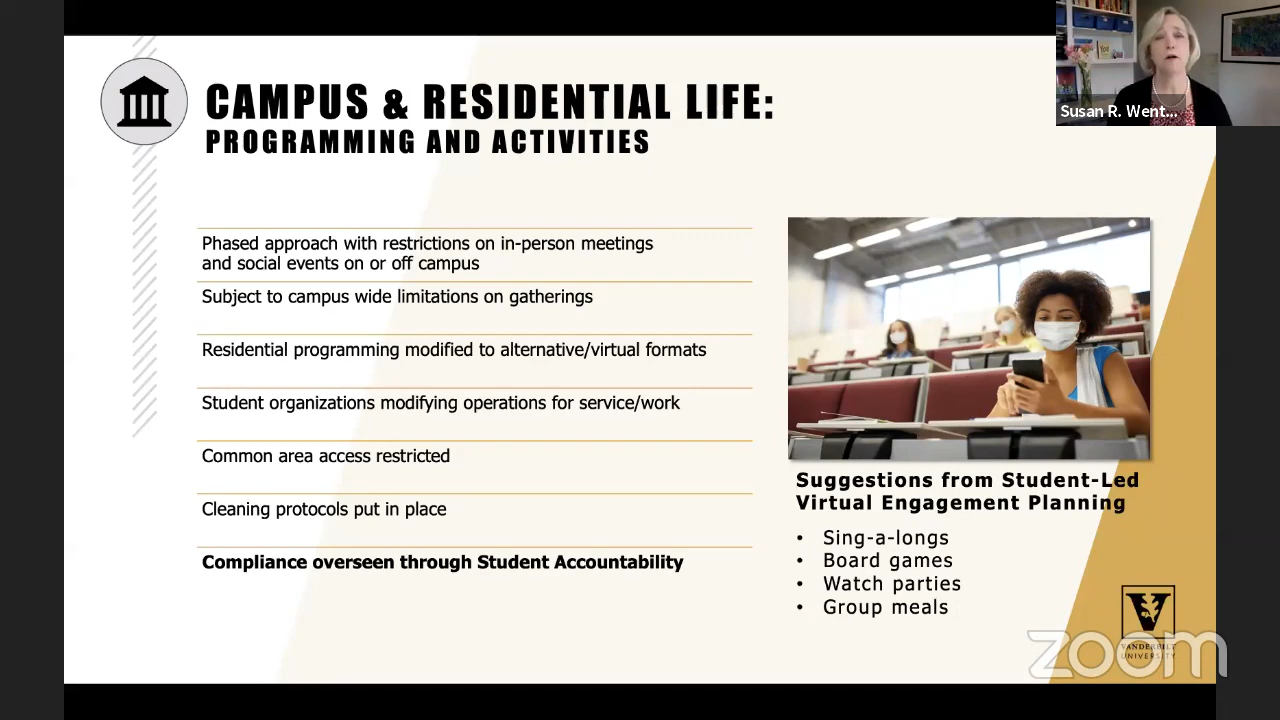 CAMPUS & RESIDENTIAL LIFE:
PROGRAMMING AND ACTIVITIES
Susan R. Went...
Phased approach with restrictions on in-person meetings
and social events on or off campus
Subject to campus wide limitations on gatherings
Residential programming modified to alternative/virtual formats
Student organizations modifying operations for service/work
Common area access restricted
Cleaning protocols put in place
Compliance overseen through Student Accountability
Suggestions from Student-Led
Virtual Engagement Planning
• Sing-a-longs
• Board games
• Watch parties
• Group meals
V
VANDERBILT
UNIVERSITY
zoom